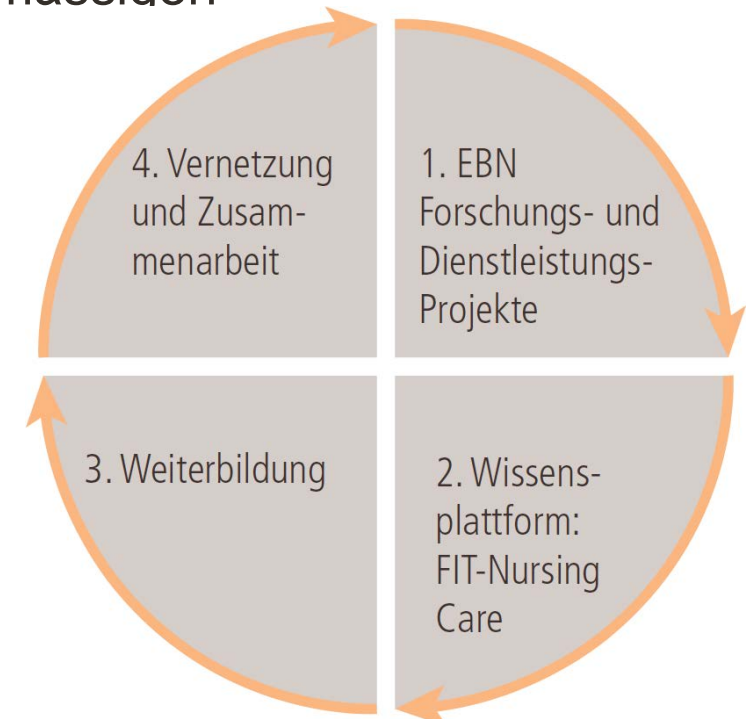 1. EBN
Forschungs- und
Dienstleistungs-
Projekte
2. Wissens-
plattform:
FIT-Nursing
Care
3. Weiterbildung
4. Vernetzung
und Zusam-
menarbeit